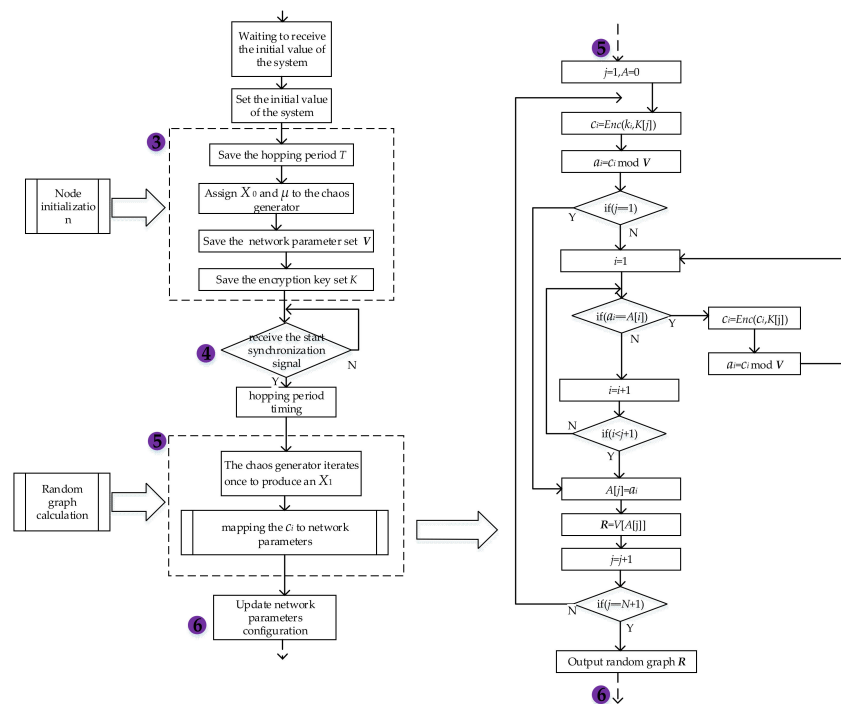 Waiting to receive
the initial value of
the system
Set the initial value
of the system
3
Save the hopping period T
Assign X0 and μ to the chaos
generator
Save the network parameter set V
Save the encryption key set K
Node
initializatio
n
4
receive the start
synchronization
signal
N
Y
hopping period
timing
5
The chaos generator iterates
once to produce an X1
mapping the ci to network
parameters
Random
graph
calculation
6
Update network
parameters
configuration
5
j=1,A=0
ci=Enc(ki,K[j])
ai=ci mod V
if(j==1)
Y
N
i=1
if(ai==A[i])
Y
N
ci=Enc(ci,K[j])
ai=ci mod V
i=i+1
N
if(i<j+1)
Y
A[j]=ai
R=V[A[j]]
j=j+1
if(j==N+1)
N
Y
Output random graph R
6